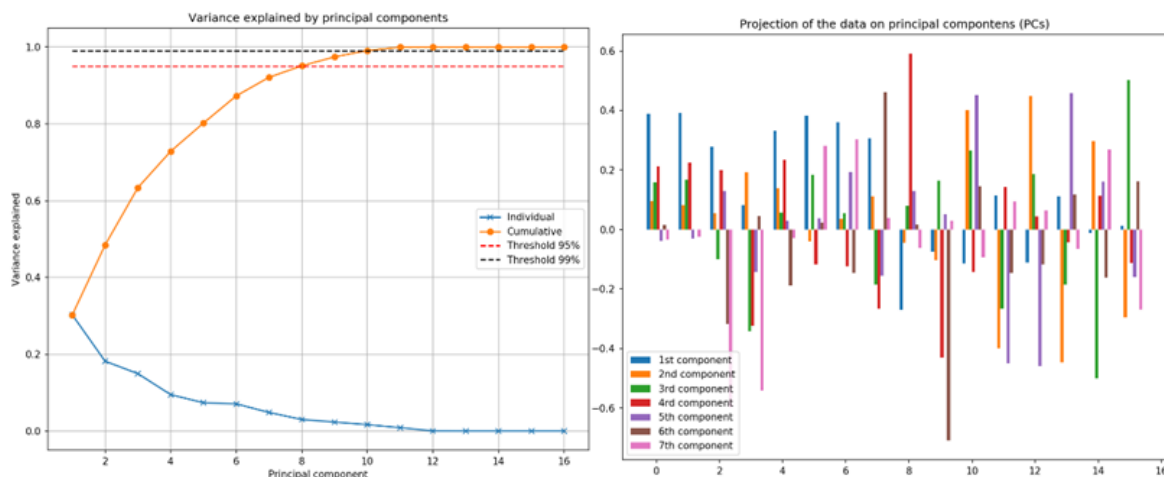 Variance explained by principal components
1.0
0.8
0.6
0.4
0.2
0.0
Variance explained
Individual
Cumulative
Threshold 95%
Threshold 99%
2 4 6 8 10 12 14 16
Principal component
Projection of the data on principal compontens (PCs)
0.6
0.4
0.2
0.0
−0.2
−0.4
−0.6
1st component
2nd component
3rd component
4rd component
5th component
6th component
7th component
0 2 4 6 8 10 12 14 16